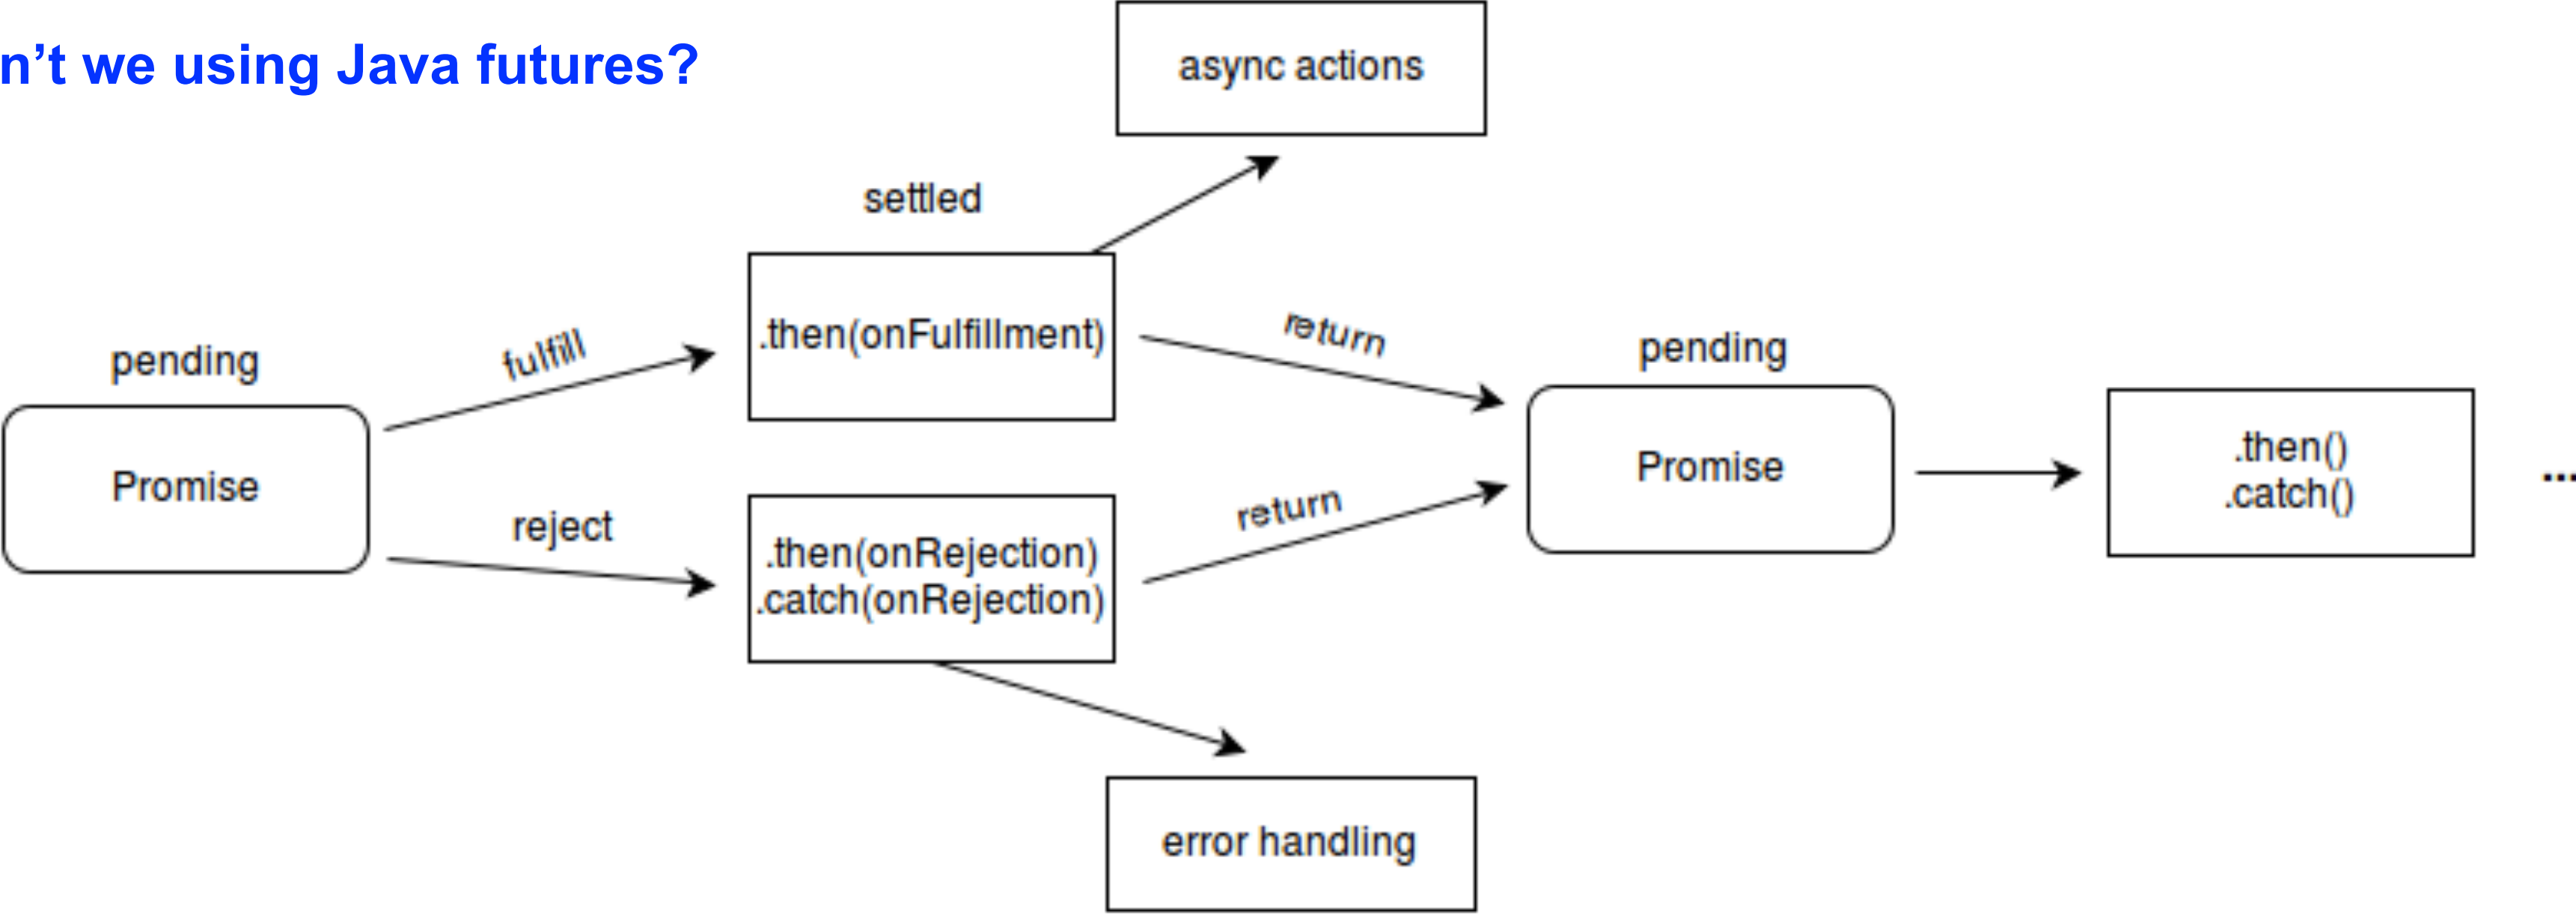 n’t we using Java futures?
async actions
settled
.then(onFulfillment)
fulfill
return
pending
pending
Promise
Promise
.then()
.catch()
...
reject
return
.then(onRejection)
.catch(onRejection)
error handling